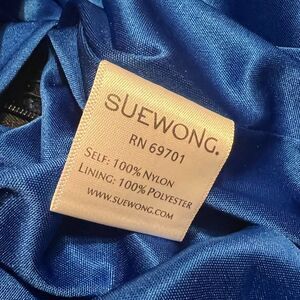 SUEWONG.
RN 69701
SELF: 100% NYLON
LINING: 100% POLYESTER
WWW.SUEWONG.COM